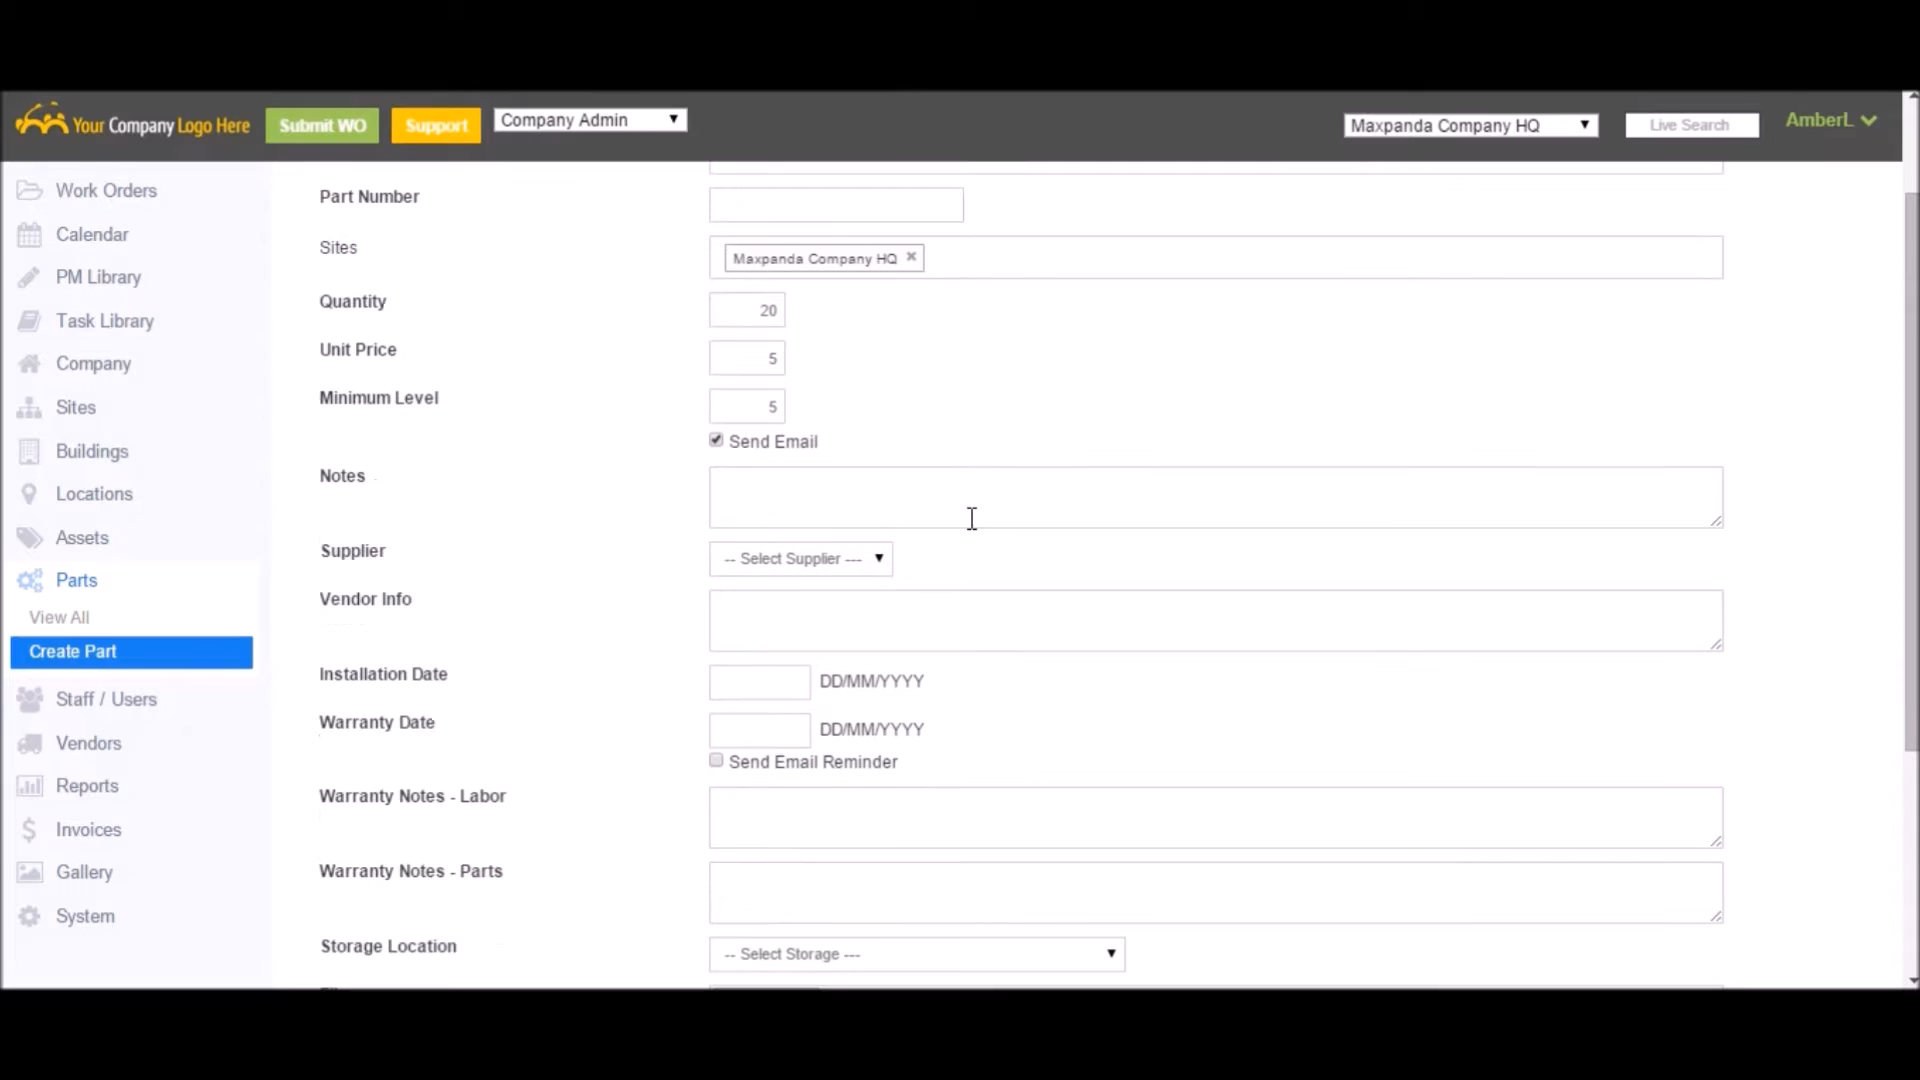 Your Company Logo Here
Submit WO
Support
Company Admin
Maxpanda Company HQ
Live Search
AmberL
Work Orders
Calendar
PM Library
Task Library
Company
Sites
Buildings
Locations
Assets
Parts
View All
Create Part
Staff / Users
Vendors
Reports
Invoices
Gallery
System
Part Number
Sites
Maxpanda Company HQ ×
Quantity
20
Unit Price
5
Minimum Level
5
Send Email
Notes
Supplier
-- Select Supplier ---
Vendor Info
Installation Date
DD/MM/YYYY
Warranty Date
DD/MM/YYYY
Send Email Reminder
Warranty Notes - Labor
Warranty Notes - Parts
Storage Location
-- Select Storage ---